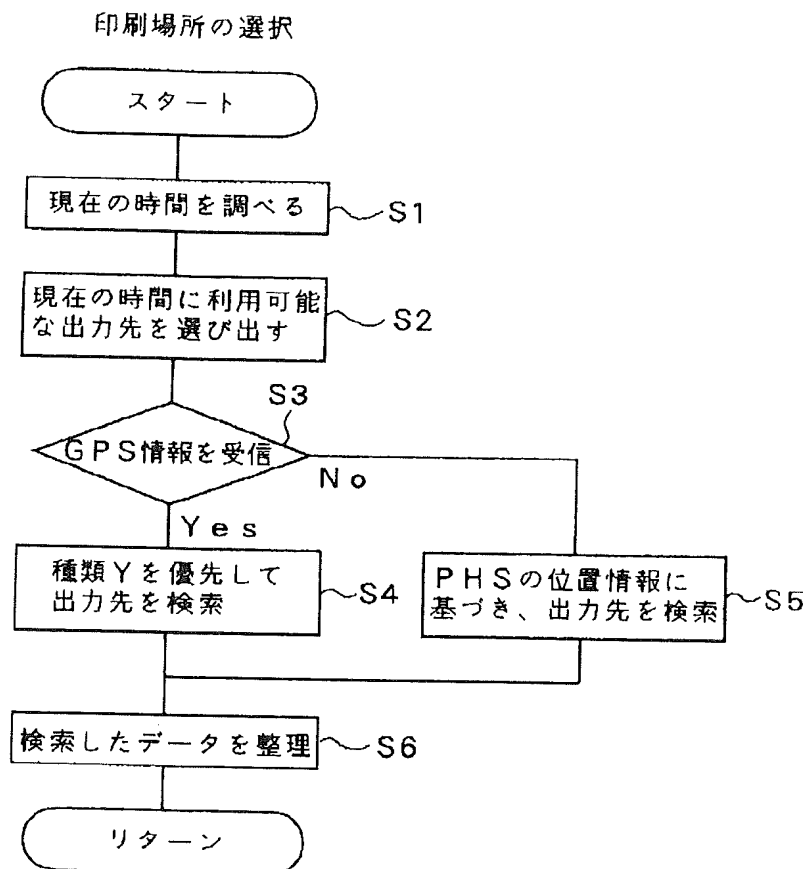 印刷場所の選択
スタート
現在の時間を調べる
S1
現在の時間に利用可能
な出力先を選び出す
S2
S3
GPS情報を受信
No
Yes
種類Yを優先して
出力先を検索
S4
PHSの位置情報に
基づき、出力先を検索
S5
検索したデータを整理
S6
リターン